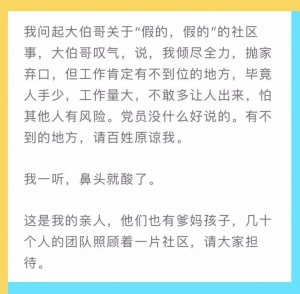 我问起大伯哥关于“假的，假的”的社区
事，大伯哥叹气，说，我倾尽全力，抛家
弃口，但工作肯定有不到位的地方，毕竟
人手少，工作量大，不敢多让人出来，怕
其他人有风险。党员没什么好说的。有不
到的地方，请百姓原谅我。
我一听，鼻头就酸了。
这是我的亲人，他们也有爹妈孩子，几十
个人的团队照顾着一片社区，请大家担
待。